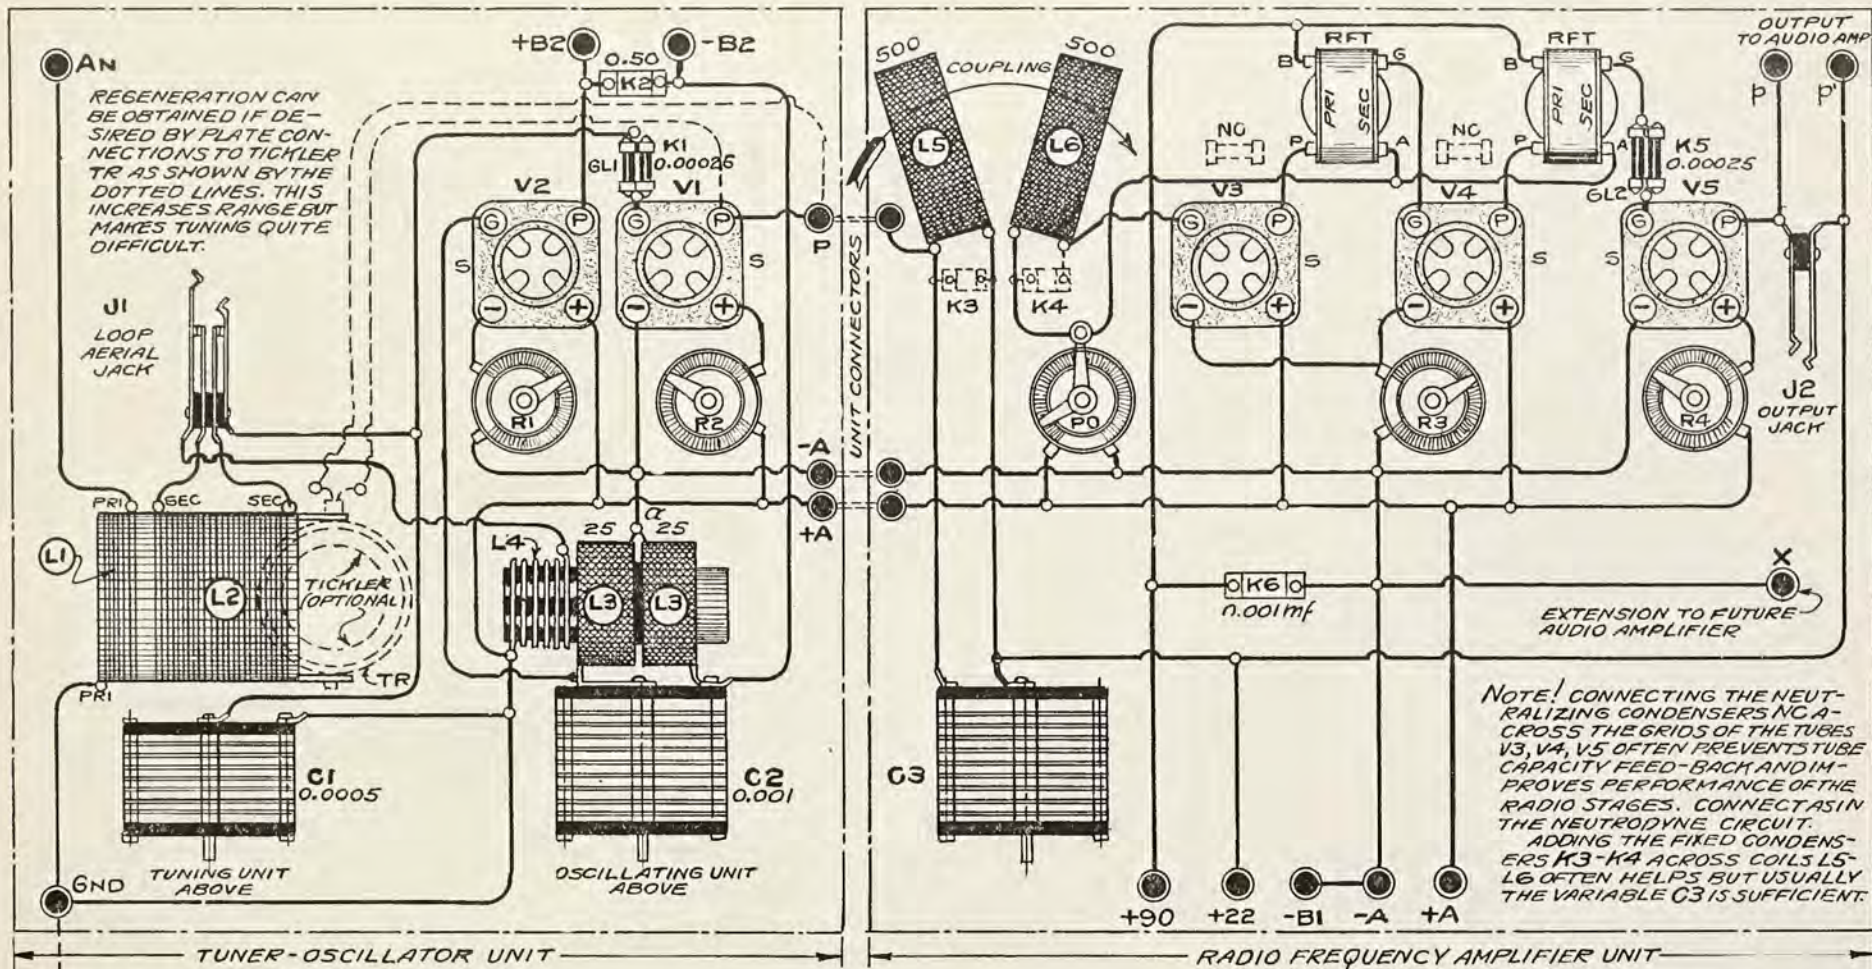 AN
REGENERATION CAN
BE OBTAINED IF DE-
SIRED BY PLATE CON-
NECTIONS TO TICKLER
TR AS SHOWN BY THE
DOTTED LINES. THIS
INCREASES RANGE BUT
MAKES TUNING QUITE
DIFFICULT.
+B2
-B2
0.50
K2
K1
0.00025
GL1
V2
V1
G
P
G
P
S
S
-
+
-
+
P
J1
LOOP
AERIAL
JACK
R1
R2
-A
+A
UNIT CONNECTORS
PRI
SEC
SEC
L1
L2
TICKLER
(OPTIONAL)
TR
PRI
a
25
25
L4
L3
L3
C1
0.0005
C2
0.001
GND
TUNING UNIT
ABOVE
OSCILLATING UNIT
ABOVE
TUNER-OSCILLATOR UNIT
500
500
COUPLING
L5
L6
K3
K4
RFT
RFT
B
G
B
G
PRI
SEC
PRI
SEC
P
A
P
A
NC
NC
OUTPUT
TO AUDIO AMP
P
P'
K5
0.00025
GL2
V3
V4
V5
G
P
G
P
G
P
S
S
S
-
+
-
+
-
+
PO
R3
R4
J2
OUTPUT
JACK
K6
0.001mf
X
EXTENSION TO FUTURE
AUDIO AMPLIFIER
C3
NOTE! CONNECTING THE NEUT-
RALIZING CONDENSERS NC A-
CROSS THE GRIDS OF THE TUBES
V3, V4, V5 OFTEN PREVENTS TUBE
CAPACITY FEED-BACK AND IM-
PROVES PERFORMANCE OF THE
RADIO STAGES. CONNECT AS IN
THE NEUTRODYNE CIRCUIT.
ADDING THE FIXED CONDENS-
ERS K3-K4 ACROSS COILS L5-
L6 OFTEN HELPS BUT USUALLY
THE VARIABLE C3 IS SUFFICIENT.
+90
+22
-B1
-A
+A
RADIO FREQUENCY AMPLIFIER UNIT